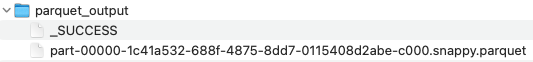 parquet_output
_SUCCESS
part-00000-1c41a532-688f-4875-8dd7-0115408d2abe-c000.snappy.parquet